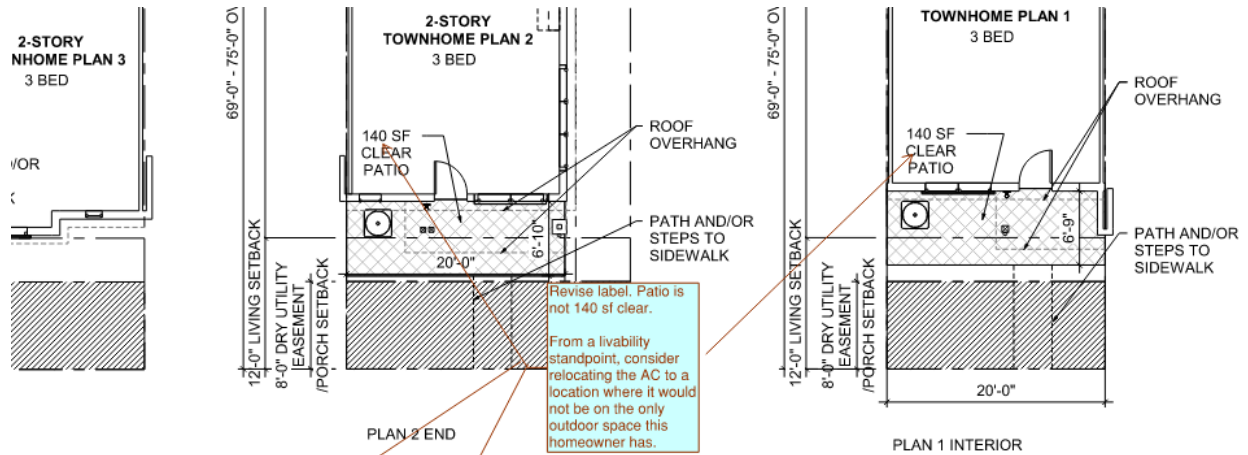 2-STORY
NHOME PLAN 3
3 BED
D/OR
2-STORY
TOWNHOME PLAN 2
3 BED
69'-0" - 75'-0"
140 SF
CLEAR
PATIO
ROOF
OVERHANG
PATH AND/OR
STEPS TO
SIDEWALK
20'-0"
6'-10"
12'-0" LIVING SETBACK
8'-0" DRY UTILITY
EASEMENT
/PORCH SETBACK
Revise label. Patio is
not 140 sf clear.
From a livability
standpoint, consider
relocating the AC to a
location where it would
not be on the only
outdoor space this
homeowner has.
PLAN 2 END
TOWNHOME PLAN 1
3 BED
69'-0" - 75'-0"
140 SF
CLEAR
PATIO
ROOF
OVERHANG
PATH AND/OR
STEPS TO
SIDEWALK
6'-9"
12'-0" LIVING SETBACK
8'-0" DRY UTILITY
EASEMENT
/PORCH SETBACK
20'-0"
PLAN 1 INTERIOR